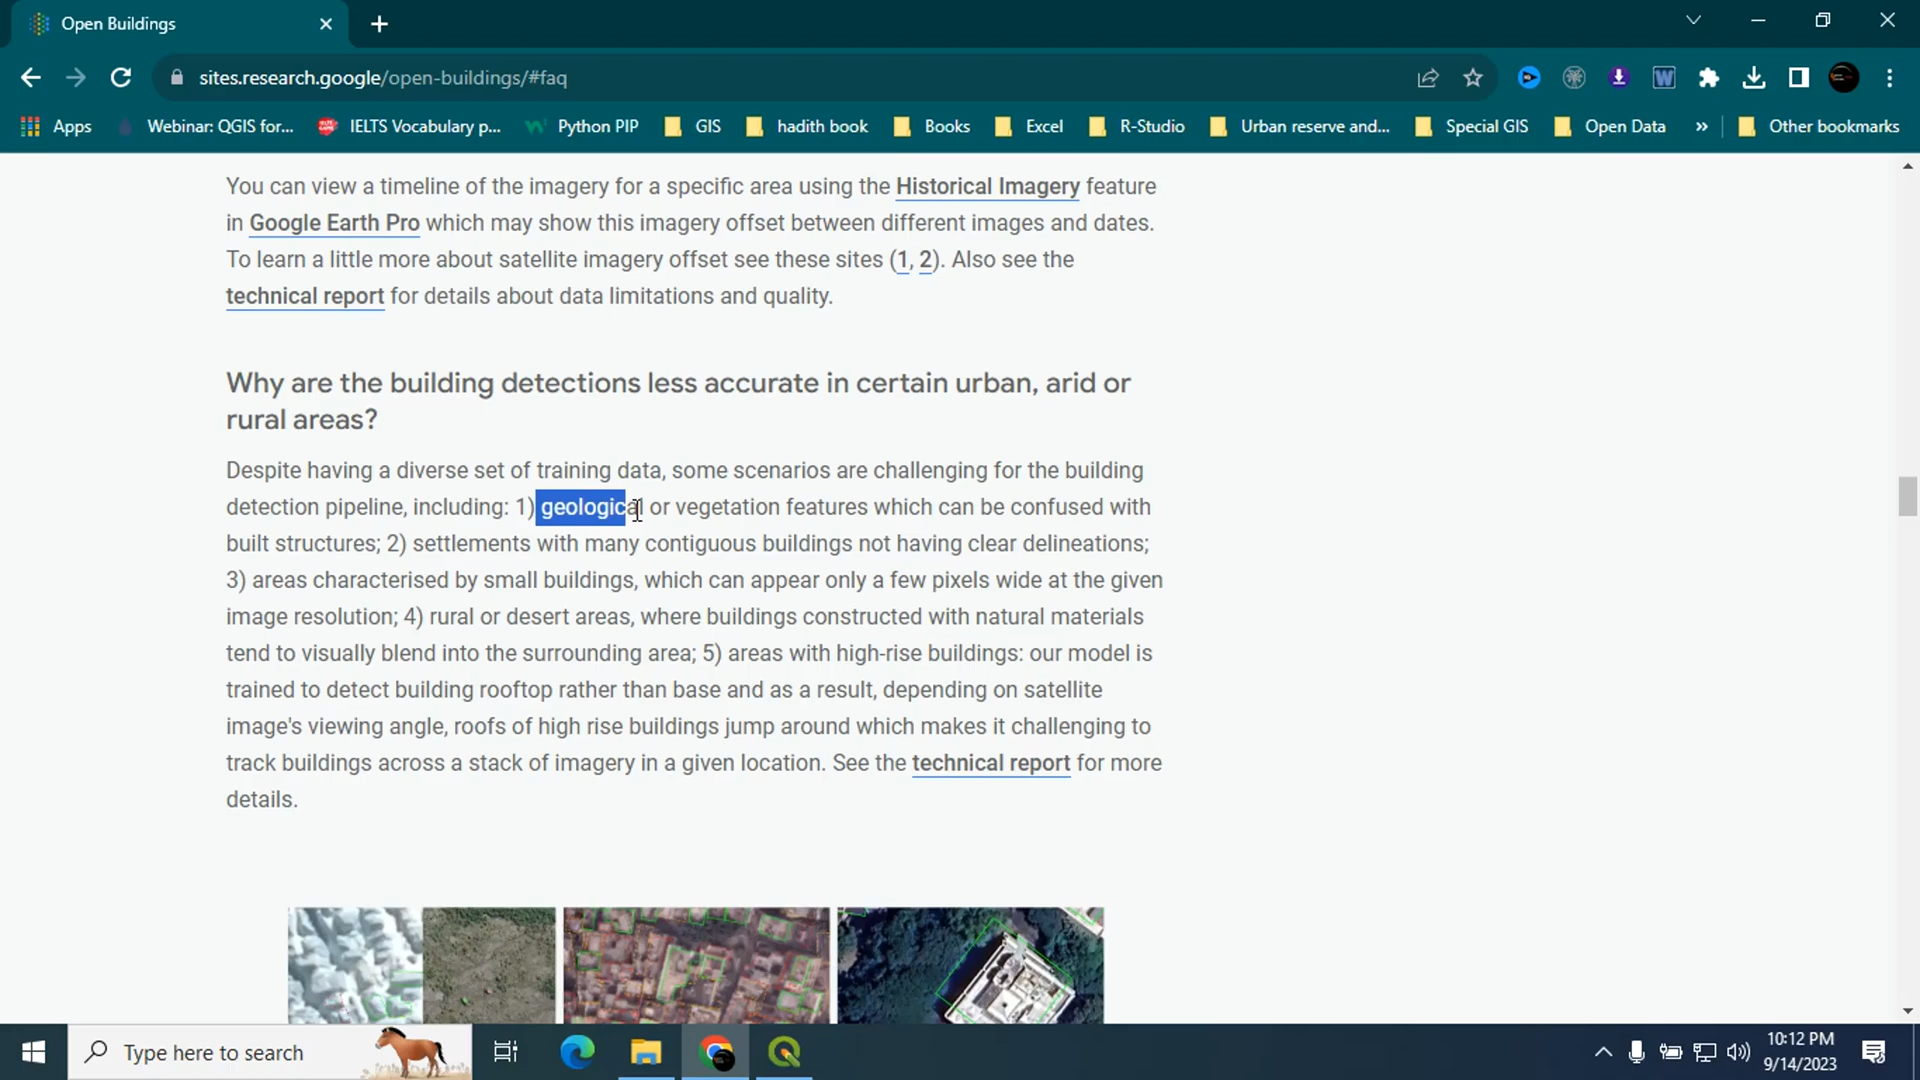 Open Buildings
sites.research.google/open-buildings/#faq
Apps
Webinar: QGIS for...
IELTS Vocabulary p...
Python PIP
GIS
hadith book
Books
Excel
R-Studio
Urban reserve and...
Special GIS
Open Data
»
Other bookmarks
You can view a timeline of the imagery for a specific area using the Historical Imagery feature
in Google Earth Pro which may show this imagery offset between different images and dates.
To learn a little more about satellite imagery offset see these sites (1, 2). Also see the
technical report for details about data limitations and quality.
Why are the building detections less accurate in certain urban, arid or
rural areas?
Despite having a diverse set of training data, some scenarios are challenging for the building
detection pipeline, including: 1) geological or vegetation features which can be confused with
built structures; 2) settlements with many contiguous buildings not having clear delineations;
3) areas characterised by small buildings, which can appear only a few pixels wide at the given
image resolution; 4) rural or desert areas, where buildings constructed with natural materials
tend to visually blend into the surrounding area; 5) areas with high-rise buildings: our model is
trained to detect building rooftop rather than base and as a result, depending on satellite
image's viewing angle, roofs of high rise buildings jump around which makes it challenging to
track buildings across a stack of imagery in a given location. See the technical report for more
details.
Type here to search
10:12 PM
9/14/2023